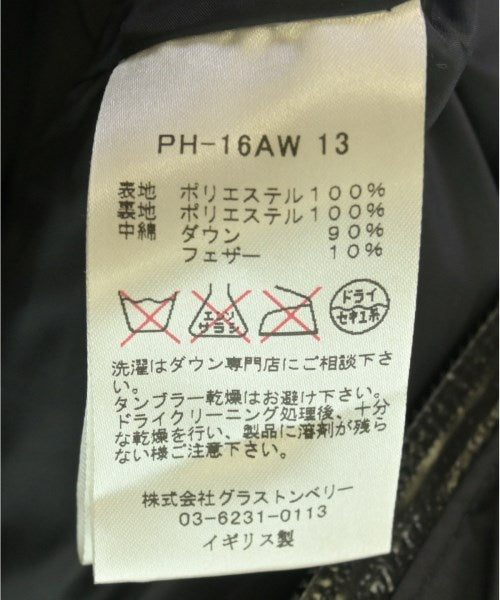 PH-16AW 13
表地 ポリエステル100%
裏地 ポリエステル100%
中綿 ダウン 90%
フェザー 10%
エンソサラシ
ドライ
セキユ系
洗濯はダウン専門店にご相談下さ
い。
タンブラー乾燥はお避け下さい。
ドライクリーニング処理後、十分
な乾燥を行い、製品に溶剤が残ら
ない様ご注意下さい。
株式会社グラストンベリー
03-6231-0113
イギリス製